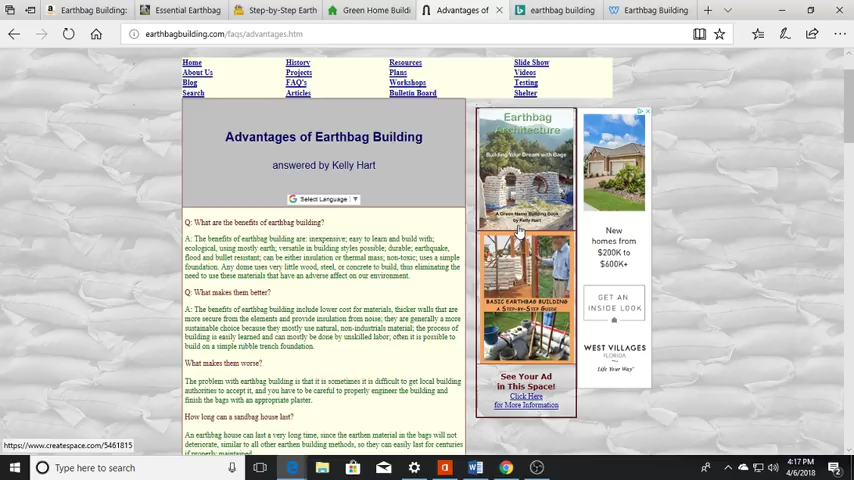 Earthbag Building:
Essential Earthbag
Step-by-Step Earth
Green Home Buildi
Advantages of
earthbag building
Earthbag Building
earthbagbuilding.com/faqs/advantages.htm
Home
History
Resources
Slide Show
About Us
Projects
Plans
Videos
Blog
FAQ's
Workshops
Testing
Search
Articles
Bulletin Board
Shelter
Advantages of Earthbag Building
answered by Kelly Hart
Select Language
Q: What are the benefits of earthbag building?
A: The benefits of earthbag building are: inexpensive; easy to learn and build with;
ecological, using mostly earth; versatile in building styles possible; durable; earthquake,
flood and bullet resistant; can be either insulation or thermal mass; non-toxic; uses a simple
foundation. Any dome uses very little wood, steel, or concrete to build, thus eliminating the
need to use these materials that have an adverse affect on our environment.
Q: What makes them better?
A: The benefits of earthbag building include lower cost for materials, thicker walls that are
more secure from the elements and provide insulation from noise; they are generally a more
sustainable choice because they mostly use natural, non-industrials material; the process of
building is easily learned and can mostly be done by unskilled labor; often it is possible to
build on a simple rubble trench foundation.
What makes them worse?
The problem with earthbag building is that it is sometimes it is difficult to get local building
authorities to accept it, and you have to be careful to properly engineer the building and
finish the bags with an appropriate plaster.
How long can a sandbag house last?
An earthbag house can last a very long time, since the earthen material in the bags will not
deteriorate, similar to all other earthen building methods, so they can easily last for centuries
if properly maintained.
Earthbag
Architecture
Building Your Dream with Bags
A Green Home Building Book
by Kelly Hart
BASIC EARTHBAG BUILDING
A STEP-BY-STEP GUIDE
See Your Ad
in This Space!
Click Here
for More Information
New
homes from
$200K to
$600K+
GET AN
INSIDE LOOK
WEST VILLAGES
FLORIDA
Life, Your Way
https://www.createspace.com/5461815
Type here to search
4:17 PM
4/6/2018